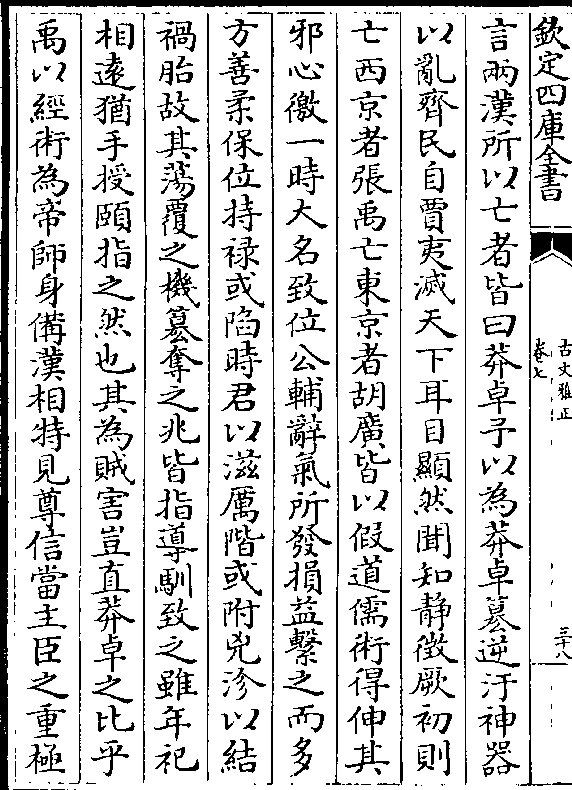 欽定四庫全書
古文雅正
卷七
三十八
言兩漢所以亡者皆曰莽卓予以為莽卓簒逆汙神器
以亂齊民自賈夷滅天下耳目顯然聞知静徵厥初則
亡西京者張禹亡東京者胡廣皆以假道儒術得伸其
邪心徼一時大名致位公輔辭氣所發損益繫之而多
方善柔保位持禄或陷時君以滋厲階或附兇沴以結
禍胎故其蕩覆之機簒奪之兆皆指導馴致之雖年祀
相遠猶手授頤指之然也其為賊害豈直莽卓之比乎
禹以經術為帝師身備漢相特見尊信當主臣之重極